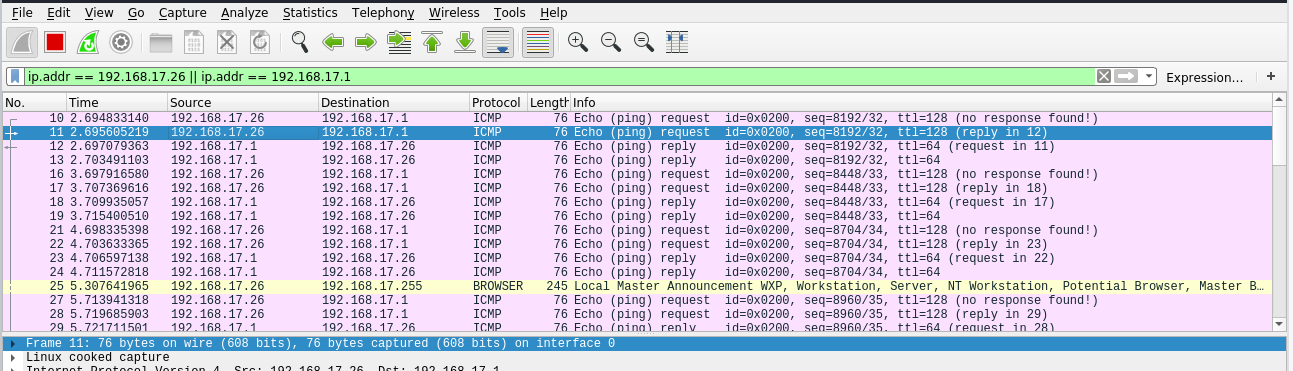 File Edit View Go Capture Analyze Statistics Telephony Wireless Tools Help
ip.addr == 192.168.17.26 || ip.addr == 192.168.17.1 Expression… +
No. Time Source Destination Protocol Length Info
10 2.694833140 192.168.17.26 192.168.17.1 ICMP 76 Echo (ping) request id=0x0200, seq=8192/32, ttl=128 (no response found!)
11 2.695605219 192.168.17.26 192.168.17.1 ICMP 76 Echo (ping) request id=0x0200, seq=8192/32, ttl=128 (reply in 12)
12 2.697079363 192.168.17.1 192.168.17.26 ICMP 76 Echo (ping) reply id=0x0200, seq=8192/32, ttl=64 (request in 11)
13 2.703491103 192.168.17.1 192.168.17.26 ICMP 76 Echo (ping) reply id=0x0200, seq=8192/32, ttl=64
16 3.697916580 192.168.17.26 192.168.17.1 ICMP 76 Echo (ping) request id=0x0200, seq=8448/33, ttl=128 (no response found!)
17 3.707369616 192.168.17.26 192.168.17.1 ICMP 76 Echo (ping) request id=0x0200, seq=8448/33, ttl=128 (reply in 18)
18 3.709935057 192.168.17.1 192.168.17.26 ICMP 76 Echo (ping) reply id=0x0200, seq=8448/33, ttl=64 (request in 17)
19 3.715400510 192.168.17.1 192.168.17.26 ICMP 76 Echo (ping) reply id=0x0200, seq=8448/33, ttl=64
21 4.698335398 192.168.17.26 192.168.17.1 ICMP 76 Echo (ping) request id=0x0200, seq=8704/34, ttl=128 (no response found!)
22 4.703633365 192.168.17.26 192.168.17.1 ICMP 76 Echo (ping) request id=0x0200, seq=8704/34, ttl=128 (reply in 23)
23 4.706597138 192.168.17.1 192.168.17.26 ICMP 76 Echo (ping) reply id=0x0200, seq=8704/34, ttl=64 (request in 22)
24 4.711572818 192.168.17.1 192.168.17.26 ICMP 76 Echo (ping) reply id=0x0200, seq=8704/34, ttl=64
25 5.307641965 192.168.17.26 192.168.17.255 BROWSER 245 Local Master Announcement WXP, Workstation, Server, NT Workstation, Potential Browser, Master B…
27 5.713941318 192.168.17.26 192.168.17.1 ICMP 76 Echo (ping) request id=0x0200, seq=8960/35, ttl=128 (no response found!)
28 5.719685903 192.168.17.26 192.168.17.1 ICMP 76 Echo (ping) request id=0x0200, seq=8960/35, ttl=128 (reply in 29)
29 5.721711501 192.168.17.1 192.168.17.26 ICMP 76 Echo (ping) reply id=0x0200, seq=8960/35, ttl=64 (request in 28)
Frame 11: 76 bytes on wire (608 bits), 76 bytes captured (608 bits) on interface 0
Linux cooked capture
Internet Protocol Version 4, Src: 192.168.17.26, Dst: 192.168.17.1